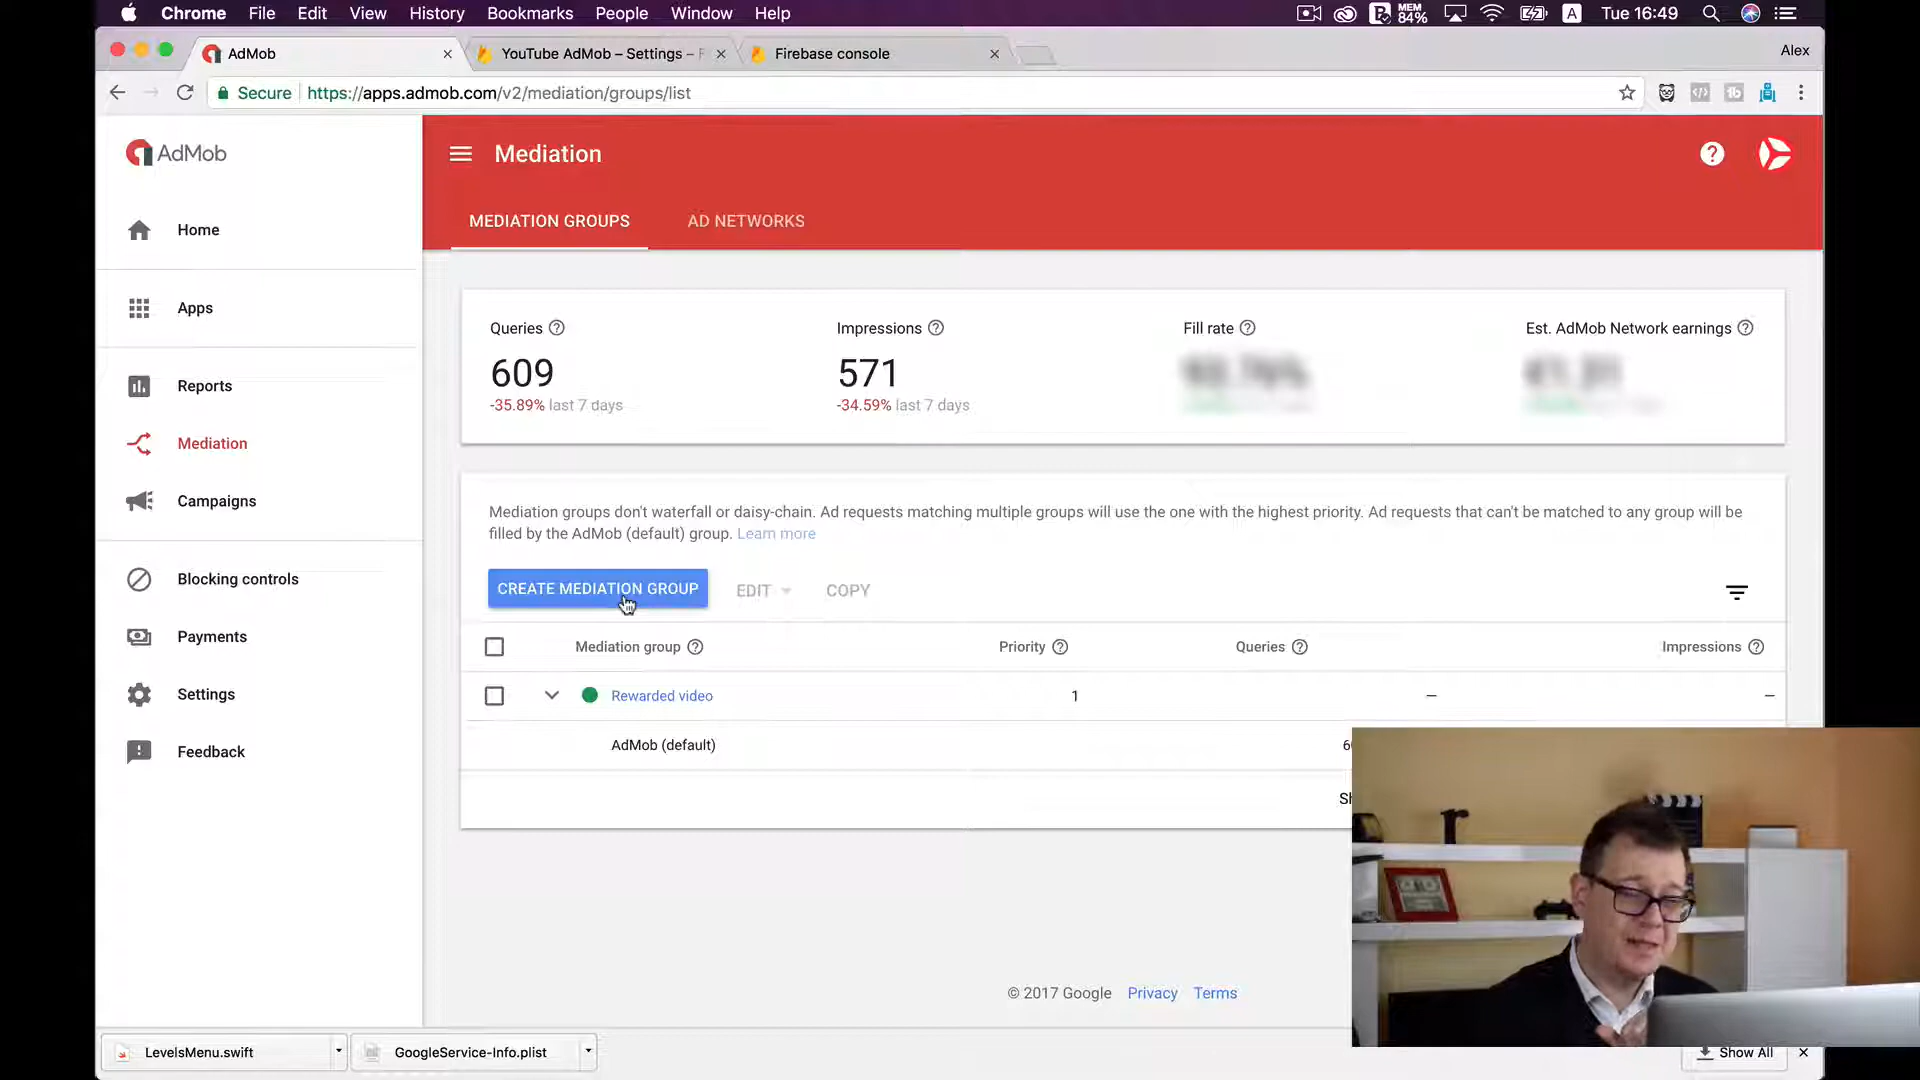 Chrome File Edit View History Bookmarks People Window Help MEM 84% A Tue 16:49
AdMob YouTube AdMob – Settings – F Firebase console Alex
Secure https://apps.admob.com/v2/mediation/groups/list
AdMob Mediation
MEDIATION GROUPS AD NETWORKS
Home
Apps
Reports
Mediation
Campaigns
Blocking controls
Payments
Settings
Feedback
Queries Impressions Fill rate Est. AdMob Network earnings
609 571
-35.89% last 7 days -34.59% last 7 days
Mediation groups don't waterfall or daisy-chain. Ad requests matching multiple groups will use the one with the highest priority. Ad requests that can't be matched to any group will be
filled by the AdMob (default) group. Learn more
CREATE MEDIATION GROUP EDIT COPY
Mediation group Priority Queries Impressions
Rewarded video 1 – –
AdMob (default)
© 2017 Google Privacy Terms
LevelsMenu.swift GoogleService-Info.plist Show All